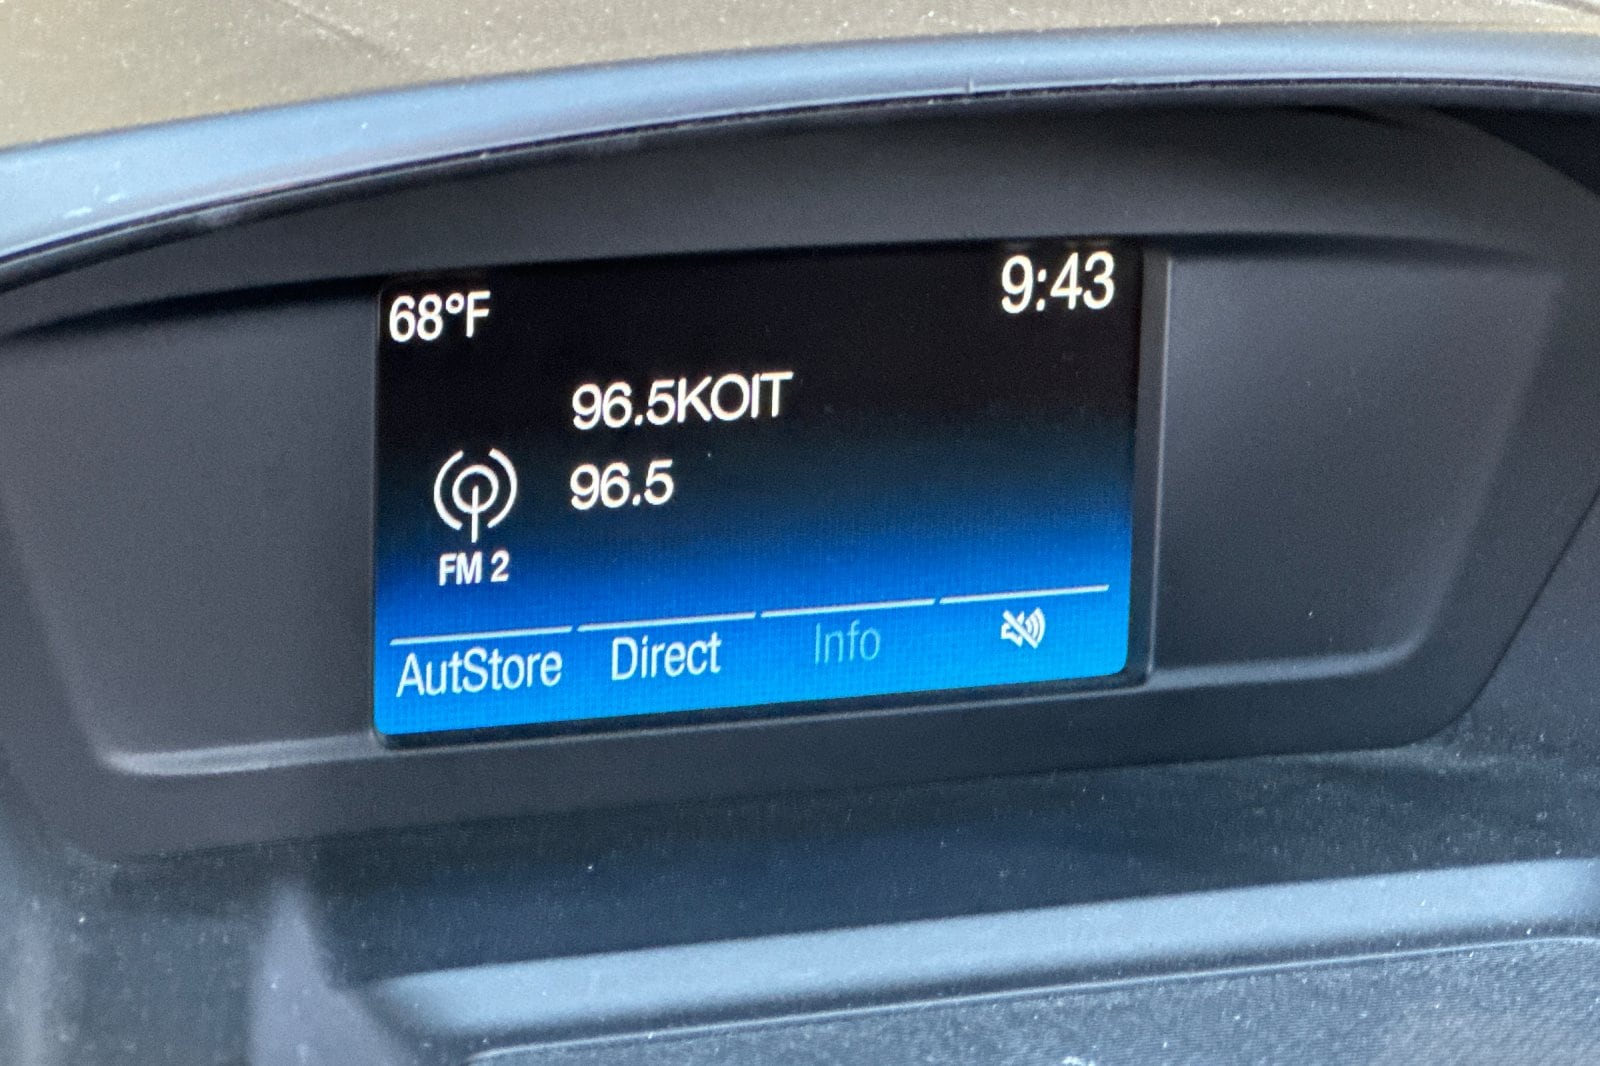 68°F
9:43
96.5KOIT
96.5
FM 2
AutStore
Direct
Info